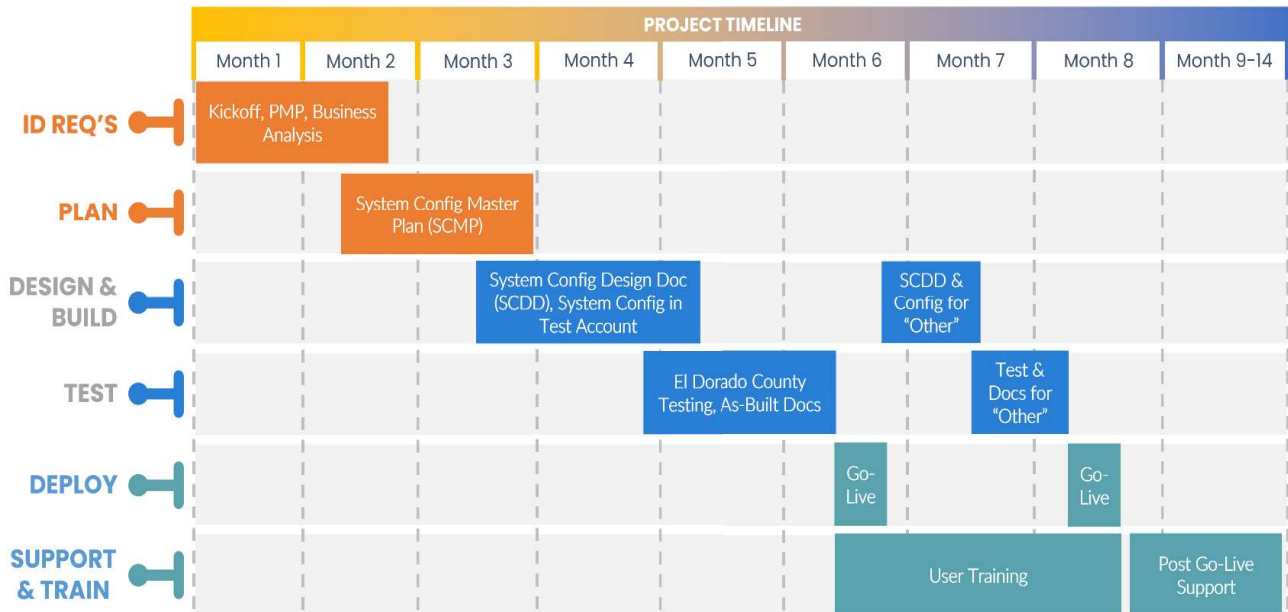 PROJECT TIMELINE
Month 1
Month 2
Month 3
Month 4
Month 5
Month 6
Month 7
Month 8
Month 9-14
ID REQ'S
Kickoff, PMP, Business
Analysis
PLAN
System Config Master
Plan (SCMP)
DESIGN &
BUILD
System Config Design Doc
(SCDD), System Config in
Test Account
SCDD &
Config for
“Other”
TEST
El Dorado County
Testing, As-Built Docs
Test &
Docs for
“Other”
DEPLOY
Go-
Live
Go-
Live
SUPPORT
& TRAIN
User Training
Post Go-Live
Support